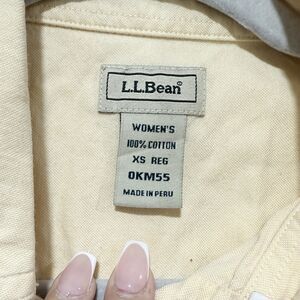 L.L.Bean®
WOMEN'S
100% COTTON
XS REG
0KM55
MADE IN PERU